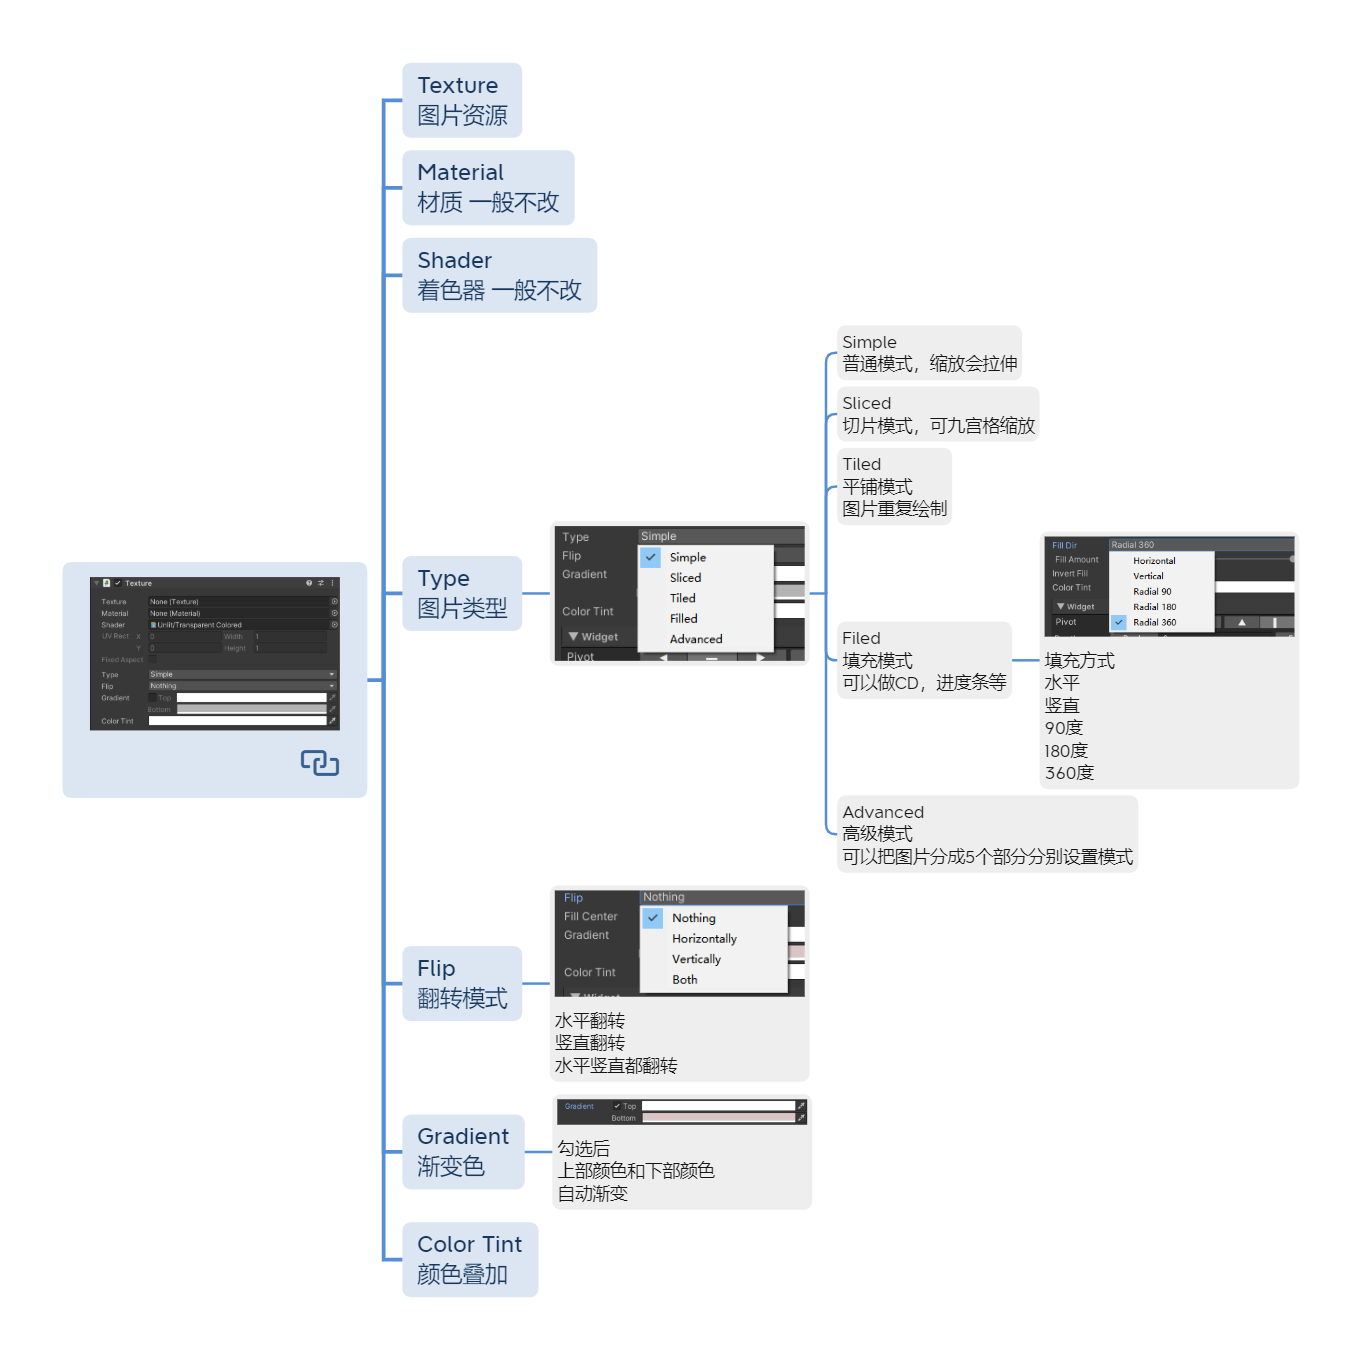 Texture
Texture None (Texture)
Material None (Material)
Shader Unlit/Transparent Colored
UV Rect X 0 Width 1
Y 0 Height 1
Fixed Aspect
Type Simple
Flip Nothing
Gradient Top
Bottom
Color Tint
Texture
图片资源
Material
材质 一般不改
Shader
着色器 一般不改
Type
图片类型
Type Simple
Flip
Gradient
Color Tint
Widget
Pivot
Simple
Sliced
Tiled
Filled
Advanced
Simple
普通模式，缩放会拉伸
Sliced
切片模式，可九宫格缩放
Tiled
平铺模式
图片重复绘制
Filed
填充模式
可以做CD，进度条等
Fill Dir Radial 360
Fill Amount
Invert Fill
Color Tint
Widget
Pivot
Horizontal
Vertical
Radial 90
Radial 180
Radial 360
填充方式
水平
竖直
90度
180度
360度
Advanced
高级模式
可以把图片分成5个部分分别设置模式
Flip
翻转模式
Flip Nothing
Fill Center
Gradient
Color Tint
Widget
Nothing
Horizontally
Vertically
Both
水平翻转
竖直翻转
水平竖直都翻转
Gradient
渐变色
Gradient Top
Bottom
勾选后
上部颜色和下部颜色
自动渐变
Color Tint
颜色叠加